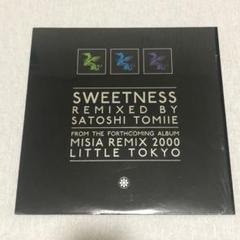 SWEETNESS
REMIXED BY
SATOSHI TOMIIE
FROM THE FORTHCOMING ALBUM
MISIA REMIX 2000
LITTLE TOKYO